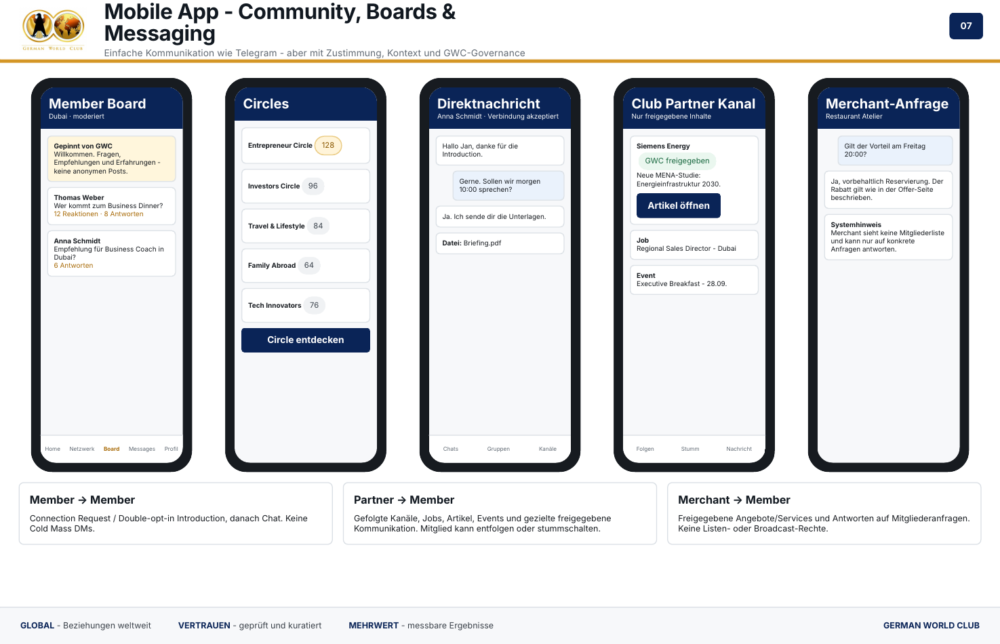 GERMAN WORLD CLUB
Mobile App - Community, Boards &
Messaging
Einfache Kommunikation wie Telegram - aber mit Zustimmung, Kontext und GWC-Governance
07
Member Board
Dubai · moderiert
Gepinnt von GWC
Willkommen. Fragen,
Empfehlungen und Erfahrungen -
keine anonymen Posts.
Thomas Weber
Wer kommt zum Business Dinner?
12 Reaktionen · 8 Antworten
Anna Schmidt
Empfehlung für Business Coach in
Dubai?
6 Antworten
Home Netzwerk Board Messages Profil
Circles
Entrepreneur Circle 128
Investors Circle 96
Travel & Lifestyle 84
Family Abroad 64
Tech Innovators 76
Circle entdecken
Direktnachricht
Anna Schmidt · Verbindung akzeptiert
Hallo Jan, danke für die
Introduction.
Gerne. Sollen wir morgen
10:00 sprechen?
Ja. Ich sende dir die Unterlagen.
Datei: Briefing.pdf
Chats Gruppen Kanäle
Club Partner Kanal
Nur freigegebene Inhalte
Siemens Energy
GWC freigegeben
Neue MENA-Studie:
Energieinfrastruktur 2030.
Artikel öffnen
Job
Regional Sales Director - Dubai
Event
Executive Breakfast - 28.09.
Folgen Stumm Nachricht
Merchant-Anfrage
Restaurant Atelier
Gilt der Vorteil am Freitag
20:00?
Ja, vorbehaltlich Reservierung. Der
Rabatt gilt wie in der Offer-Seite
beschrieben.
Systemhinweis
Merchant sieht keine Mitgliederliste
und kann nur auf konkrete
Anfragen antworten.
Member → Member
Connection Request / Double-opt-in Introduction, danach Chat. Keine
Cold Mass DMs.
Partner → Member
Gefolgte Kanäle, Jobs, Artikel, Events und gezielte freigegebene
Kommunikation. Mitglied kann entfolgen oder stummschalten.
Merchant → Member
Freigegebene Angebote/Services und Antworten auf Mitgliederanfragen.
Keine Listen- oder Broadcast-Rechte.
GLOBAL - Beziehungen weltweit
VERTRAUEN - geprüft und kuratiert
MEHRWERT - messbare Ergebnisse
GERMAN WORLD CLUB